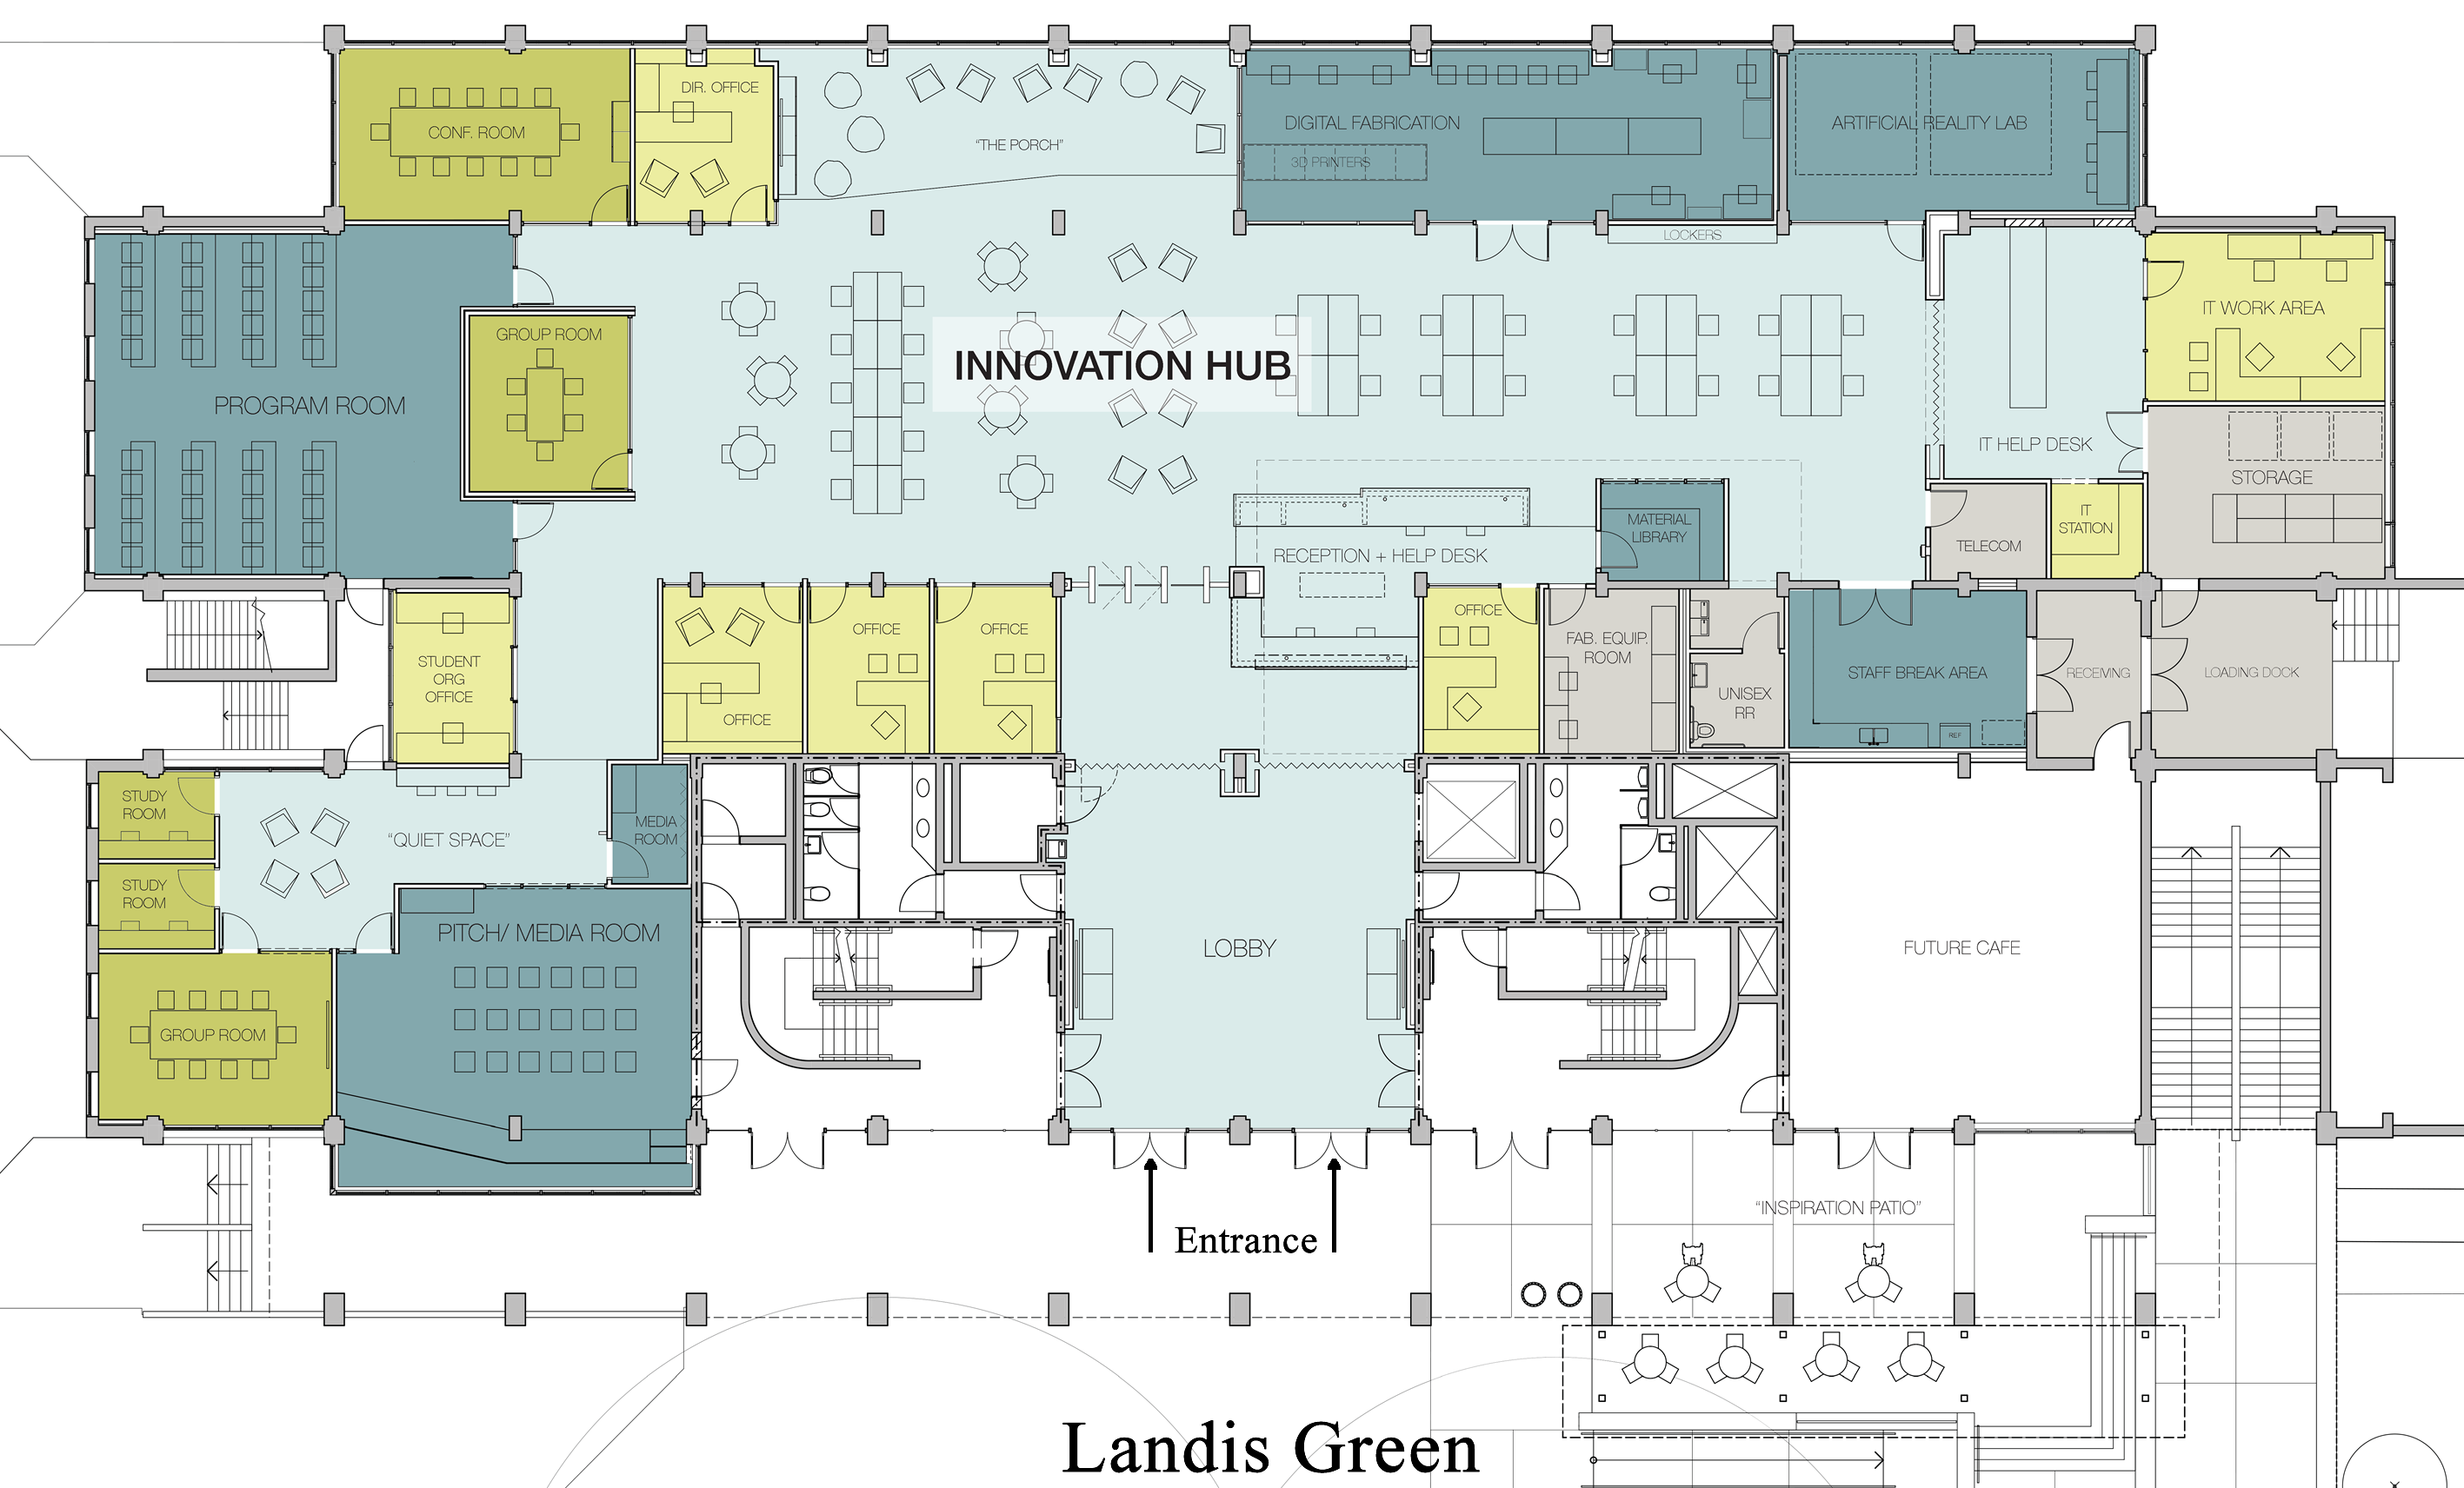 CONF. ROOM
DIR. OFFICE
"THE PORCH"
DIGITAL FABRICATION
3D PRINTERS
ARTIFICIAL REALITY LAB
LOCKERS
PROGRAM ROOM
GROUP ROOM
INNOVATION HUB
IT WORK AREA
IT HELP DESK
STORAGE
MATERIAL
LIBRARY
RECEPTION + HELP DESK
TELECOM
IT
STATION
STUDENT
ORG
OFFICE
OFFICE
OFFICE
OFFICE
OFFICE
FAB. EQUIP.
ROOM
UNISEX
RR
STAFF BREAK AREA
REF
RECEIVING
LOADING DOCK
STUDY
ROOM
STUDY
ROOM
"QUIET SPACE"
MEDIA
ROOM
PITCH/ MEDIA ROOM
GROUP ROOM
LOBBY
FUTURE CAFE
"INSPIRATION PATIO"
Entrance
Landis Green